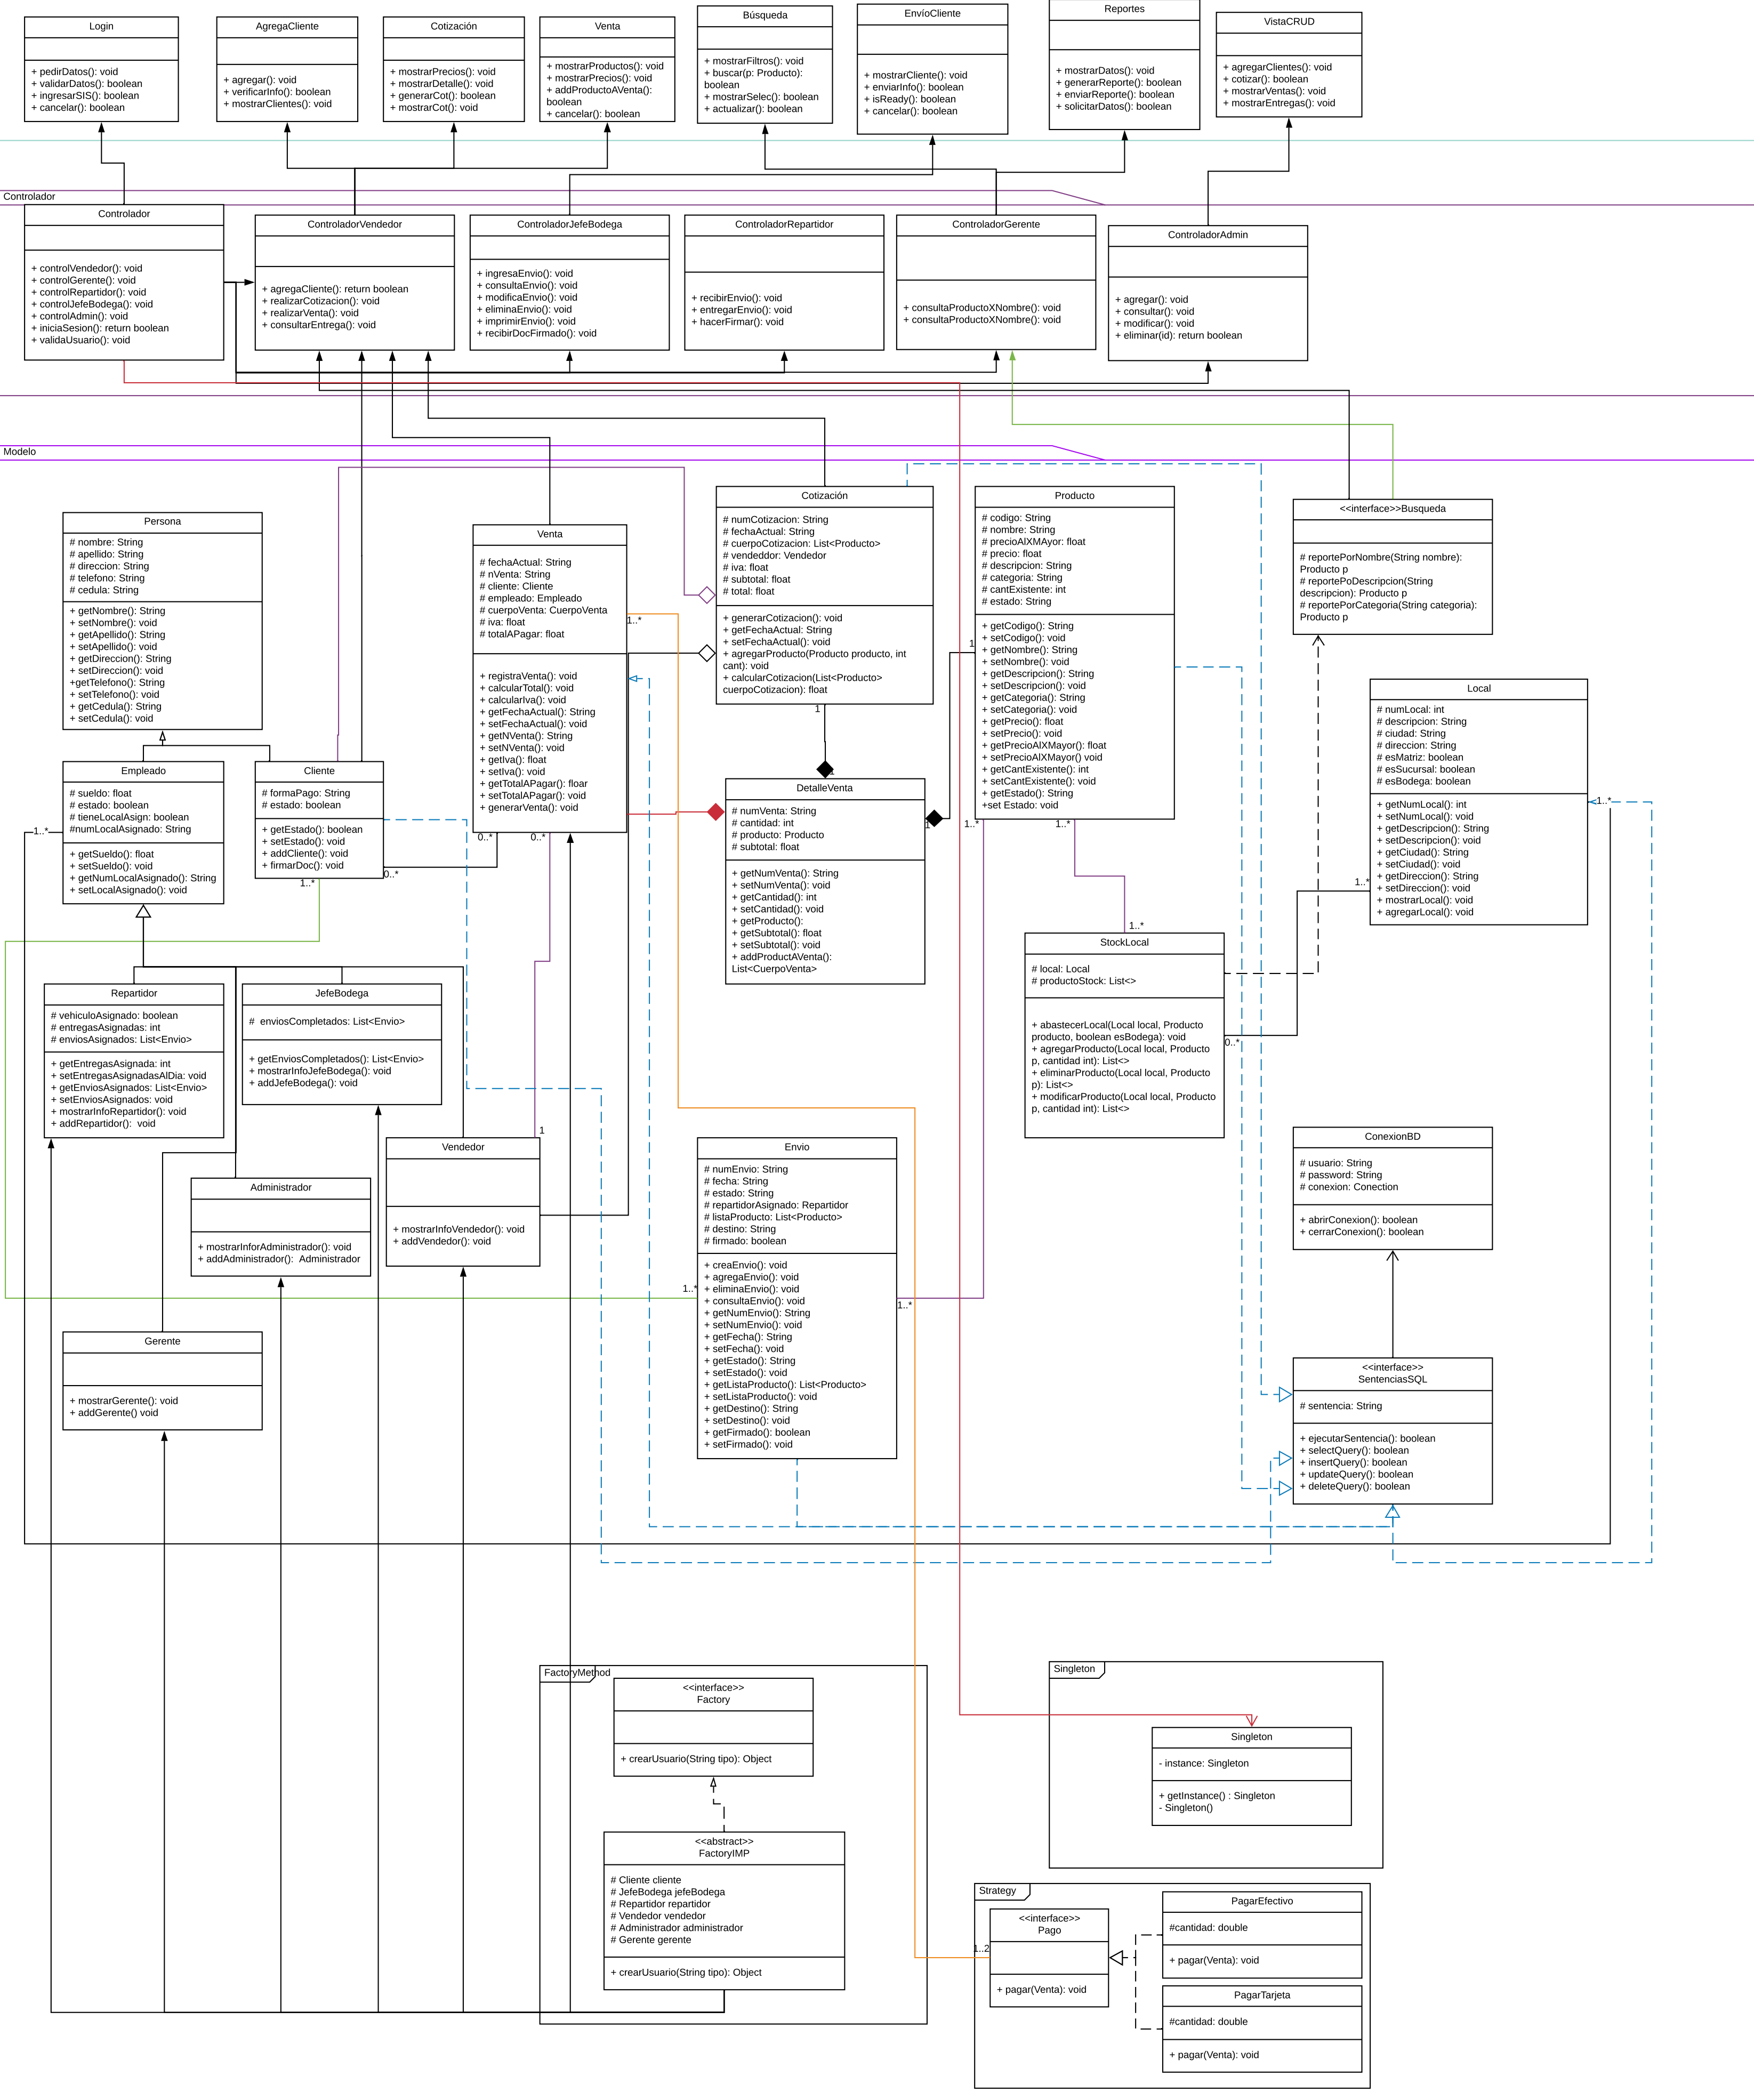 Login
+ pedirDatos(): void
+ validarDatos(): boolean
+ ingresarSIS(): boolean
+ cancelar(): boolean
AgregaCliente
+ agregar(): void
+ verificarInfo(): boolean
+ mostrarClientes(): void
Cotización
+ mostrarPrecios(): void
+ mostrarDetalle(): void
+ generarCot(): boolean
+ mostrarCot(): void
Venta
+ mostrarProductos(): void
+ mostrarPrecios(): void
+ addProductoAVenta():
boolean
+ cancelar(): boolean
Búsqueda
+ mostrarFiltros(): void
+ buscar(p: Producto):
boolean
+ mostrarSelec(): boolean
+ actualizar(): boolean
EnvíoCliente
+ mostrarCliente(): void
+ enviarInfo(): boolean
+ isReady(): boolean
+ cancelar(): boolean
Reportes
+ mostrarDatos(): void
+ generarReporte(): boolean
+ enviarReporte(): boolean
+ solicitarDatos(): boolean
VistaCRUD
+ agregarClientes(): void
+ cotizar(): boolean
+ mostrarVentas(): void
+ mostrarEntregas(): void
Controlador
Controlador
+ controlVendedor(): void
+ controlGerente(): void
+ controlRepartidor(): void
+ controlJefeBodega(): void
+ controlAdmin(): void
+ iniciaSesion(): return boolean
+ validaUsuario(): void
ControladorVendedor
+ agregaCliente(): return boolean
+ realizarCotizacion(): void
+ realizarVenta(): void
+ consultarEntrega(): void
ControladorJefeBodega
+ ingresaEnvio(): void
+ consultaEnvio(): void
+ modificaEnvio(): void
+ eliminaEnvio(): void
+ imprimirEnvio(): void
+ recibirDocFirmado(): void
ControladorRepartidor
+ recibirEnvio(): void
+ entregarEnvio(): void
+ hacerFirmar(): void
ControladorGerente
+ consultaProductoXNombre(): void
+ consultaProductoXNombre(): void
ControladorAdmin
+ agregar(): void
+ consultar(): void
+ modificar(): void
+ eliminar(id): return boolean
Modelo
Persona
# nombre: String
# apellido: String
# direccion: String
# telefono: String
# cedula: String
+ getNombre(): String
+ setNombre(): void
+ getApellido(): String
+ setApellido(): void
+ getDireccion(): String
+ setDireccion(): void
+getTelefono(): String
+ setTelefono(): void
+ getCedula(): String
+ setCedula(): void
Venta
# fechaActual: String
# nVenta: String
# cliente: Cliente
# empleado: Empleado
# cuerpoVenta: CuerpoVenta
# iva: float
# totalAPagar: float
+ registraVenta(): void
+ calcularTotal(): void
+ calcularIva(): void
+ getFechaActual(): String
+ setFechaActual(): void
+ getNVenta(): String
+ setNVenta(): void
+ getIva(): float
+ setIva(): void
+ getTotalAPagar(): floar
+ setTotalAPagar(): void
+ generarVenta(): void
1..*
0..*
0..*
Cotización
# numCotizacion: String
# fechaActual: String
# cuerpoCotizacion: List<Producto>
# vendeddor: Vendedor
# iva: float
# subtotal: float
# total: float
+ generarCotizacion(): void
+ getFechaActual: String
+ setFechaActual(): void
+ agregarProducto(Producto producto, int
cant): void
+ calcularCotizacion(List<Producto>
cuerpoCotizacion): float
1
1
Producto
# codigo: String
# nombre: String
# precioAlXMAyor: float
# precio: float
# descripcion: String
# categoria: String
# cantExistente: int
# estado: String
+ getCodigo(): String
+ setCodigo(): void
+ getNombre(): String
+ setNombre(): void
+ getDescripcion(): String
+ setDescripcion(): void
+ getCategoria(): String
+ setCategoria(): void
+ getPrecio(): float
+ setPrecio(): void
+ getPrecioAlXMayor(): float
+ setPrecioAlXMayor() void
+ getCantExistente(): int
+ setCantExistente(): void
+ getEstado(): String
+set Estado: void
1
1..*
1..*
<<interface>>Busqueda
# reportePorNombre(String nombre):
Producto p
# reportePoDescripcion(String
descripcion): Producto p
# reportePorCategoria(String categoria):
Producto p
Local
# numLocal: int
# descripcion: String
# ciudad: String
# direccion: String
# esMatriz: boolean
# esSucursal: boolean
# esBodega: boolean
+ getNumLocal(): int
+ setNumLocal(): void
+ getDescripcion(): String
+ setDescripcion(): void
+ getCiudad(): String
+ setCiudad(): void
+ getDireccion(): String
+ setDireccion(): void
+ mostrarLocal(): void
+ agregarLocal(): void
1..*
1..*
Empleado
# sueldo: float
# estado: boolean
# tieneLocalAsign: boolean
#numLocalAsignado: String
+ getSueldo(): float
+ setSueldo(): void
+ getNumLocalAsignado(): String
+ setLocalAsignado(): void
1..*
Cliente
# formaPago: String
# estado: boolean
+ getEstado(): boolean
+ setEstado(): void
+ addCliente(): void
+ firmarDoc(): void
1..*
0..*
DetalleVenta
# numVenta: String
# cantidad: int
# producto: Producto
# subtotal: float
+ getNumVenta(): String
+ setNumVenta(): void
+ getCantidad(): int
+ setCantidad(): void
+ getProducto():
+ getSubtotal(): float
+ setSubtotal(): void
+ addProductAVenta():
List<CuerpoVenta>
1
StockLocal
# local: Local
# productoStock: List<>
+ abastecerLocal(Local local, Producto
producto, boolean esBodega): void
+ agregarProducto(Local local, Producto
p, cantidad int): List<>
+ eliminarProducto(Local local, Producto
p): List<>
+ modificarProducto(Local local, Producto
p, cantidad int): List<>
1..*
0..*
Repartidor
# vehiculoAsignado: boolean
# entregasAsignadas: int
# enviosAsignados: List<Envio>
+ getEntregasAsignada: int
+ setEntregasAsignadasAlDia: void
+ getEnviosAsignados: List<Envio>
+ setEnviosAsignados: void
+ mostrarInfoRepartidor(): void
+ addRepartidor(): void
JefeBodega
# enviosCompletados: List<Envio>
+ getEnviosCompletados(): List<Envio>
+ mostrarInfoJefeBodega(): void
+ addJefeBodega(): void
Vendedor
+ mostrarInfoVendedor(): void
+ addVendedor(): void
1
Administrador
+ mostrarInforAdministrador(): void
+ addAdministrador(): Administrador
Gerente
+ mostrarGerente(): void
+ addGerente() void
Envio
# numEnvio: String
# fecha: String
# estado: String
# repartidorAsignado: Repartidor
# listaProducto: List<Producto>
# destino: String
# firmado: boolean
+ creaEnvio(): void
+ agregaEnvio(): void
+ eliminaEnvio(): void
+ consultaEnvio(): void
+ getNumEnvio(): String
+ setNumEnvio(): void
+ getFecha(): String
+ setFecha(): void
+ getEstado(): String
+ setEstado(): void
+ getListaProducto(): List<Producto>
+ setListaProducto(): void
+ getDestino(): String
+ setDestino(): void
+ getFirmado(): boolean
+ setFirmado(): void
1..*
1..*
ConexionBD
# usuario: String
# password: String
# conexion: Conection
+ abrirConexion(): boolean
+ cerrarConexion(): boolean
<<interface>>
SentenciasSQL
# sentencia: String
+ ejecutarSentencia(): boolean
+ selectQuery(): boolean
+ insertQuery(): boolean
+ updateQuery(): boolean
+ deleteQuery(): boolean
FactoryMethod
<<interface>>
Factory
+ crearUsuario(String tipo): Object
<<abstract>>
FactoryIMP
# Cliente cliente
# JefeBodega jefeBodega
# Repartidor repartidor
# Vendedor vendedor
# Administrador administrador
# Gerente gerente
+ crearUsuario(String tipo): Object
Singleton
Singleton
- instance: Singleton
+ getInstance() : Singleton
- Singleton()
Strategy
<<interface>>
Pago
+ pagar(Venta): void
1..2
PagarEfectivo
#cantidad: double
+ pagar(Venta): void
PagarTarjeta
#cantidad: double
+ pagar(Venta): void